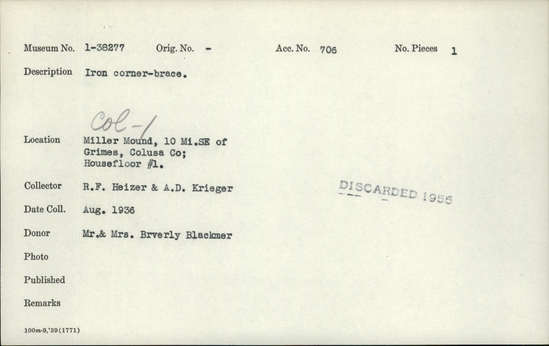 Museum No. 1-38277 Orig. No. - Acc. No. 706 No. Pieces 1
Description Iron corner-brace.
Col-1
Location Miller Mound, 10 Mi.SE of
Grimes, Colusa Co;
Housefloor #1.
Collector R.F. Heizer & A.D. Krieger
DISCARDED 1955
Date Coll. Aug. 1936
Donor Mr.& Mrs. Brverly Blackmer
Photo
Published
Remarks
100m-9,'39(1771)